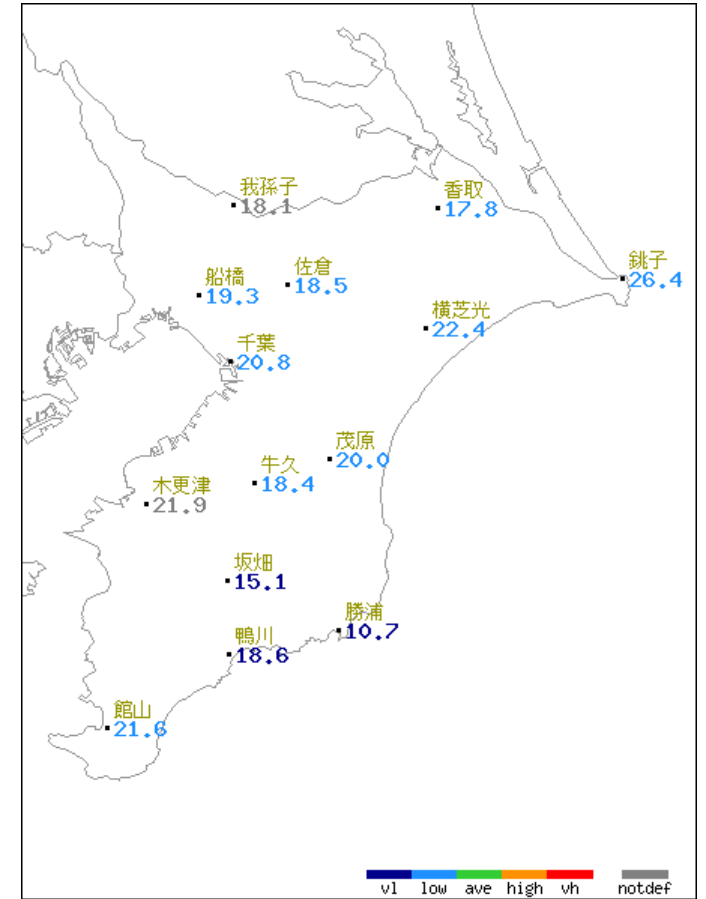 我孫子
18.1
香取
17.8
銚子
26.4
船橋
19.3
佐倉
18.5
横芝光
22.4
千葉
20.8
茂原
20.0
牛久
18.4
木更津
21.9
坂畑
15.1
勝浦
10.7
鴨川
18.6
館山
21.6
vl low ave high vh notdef